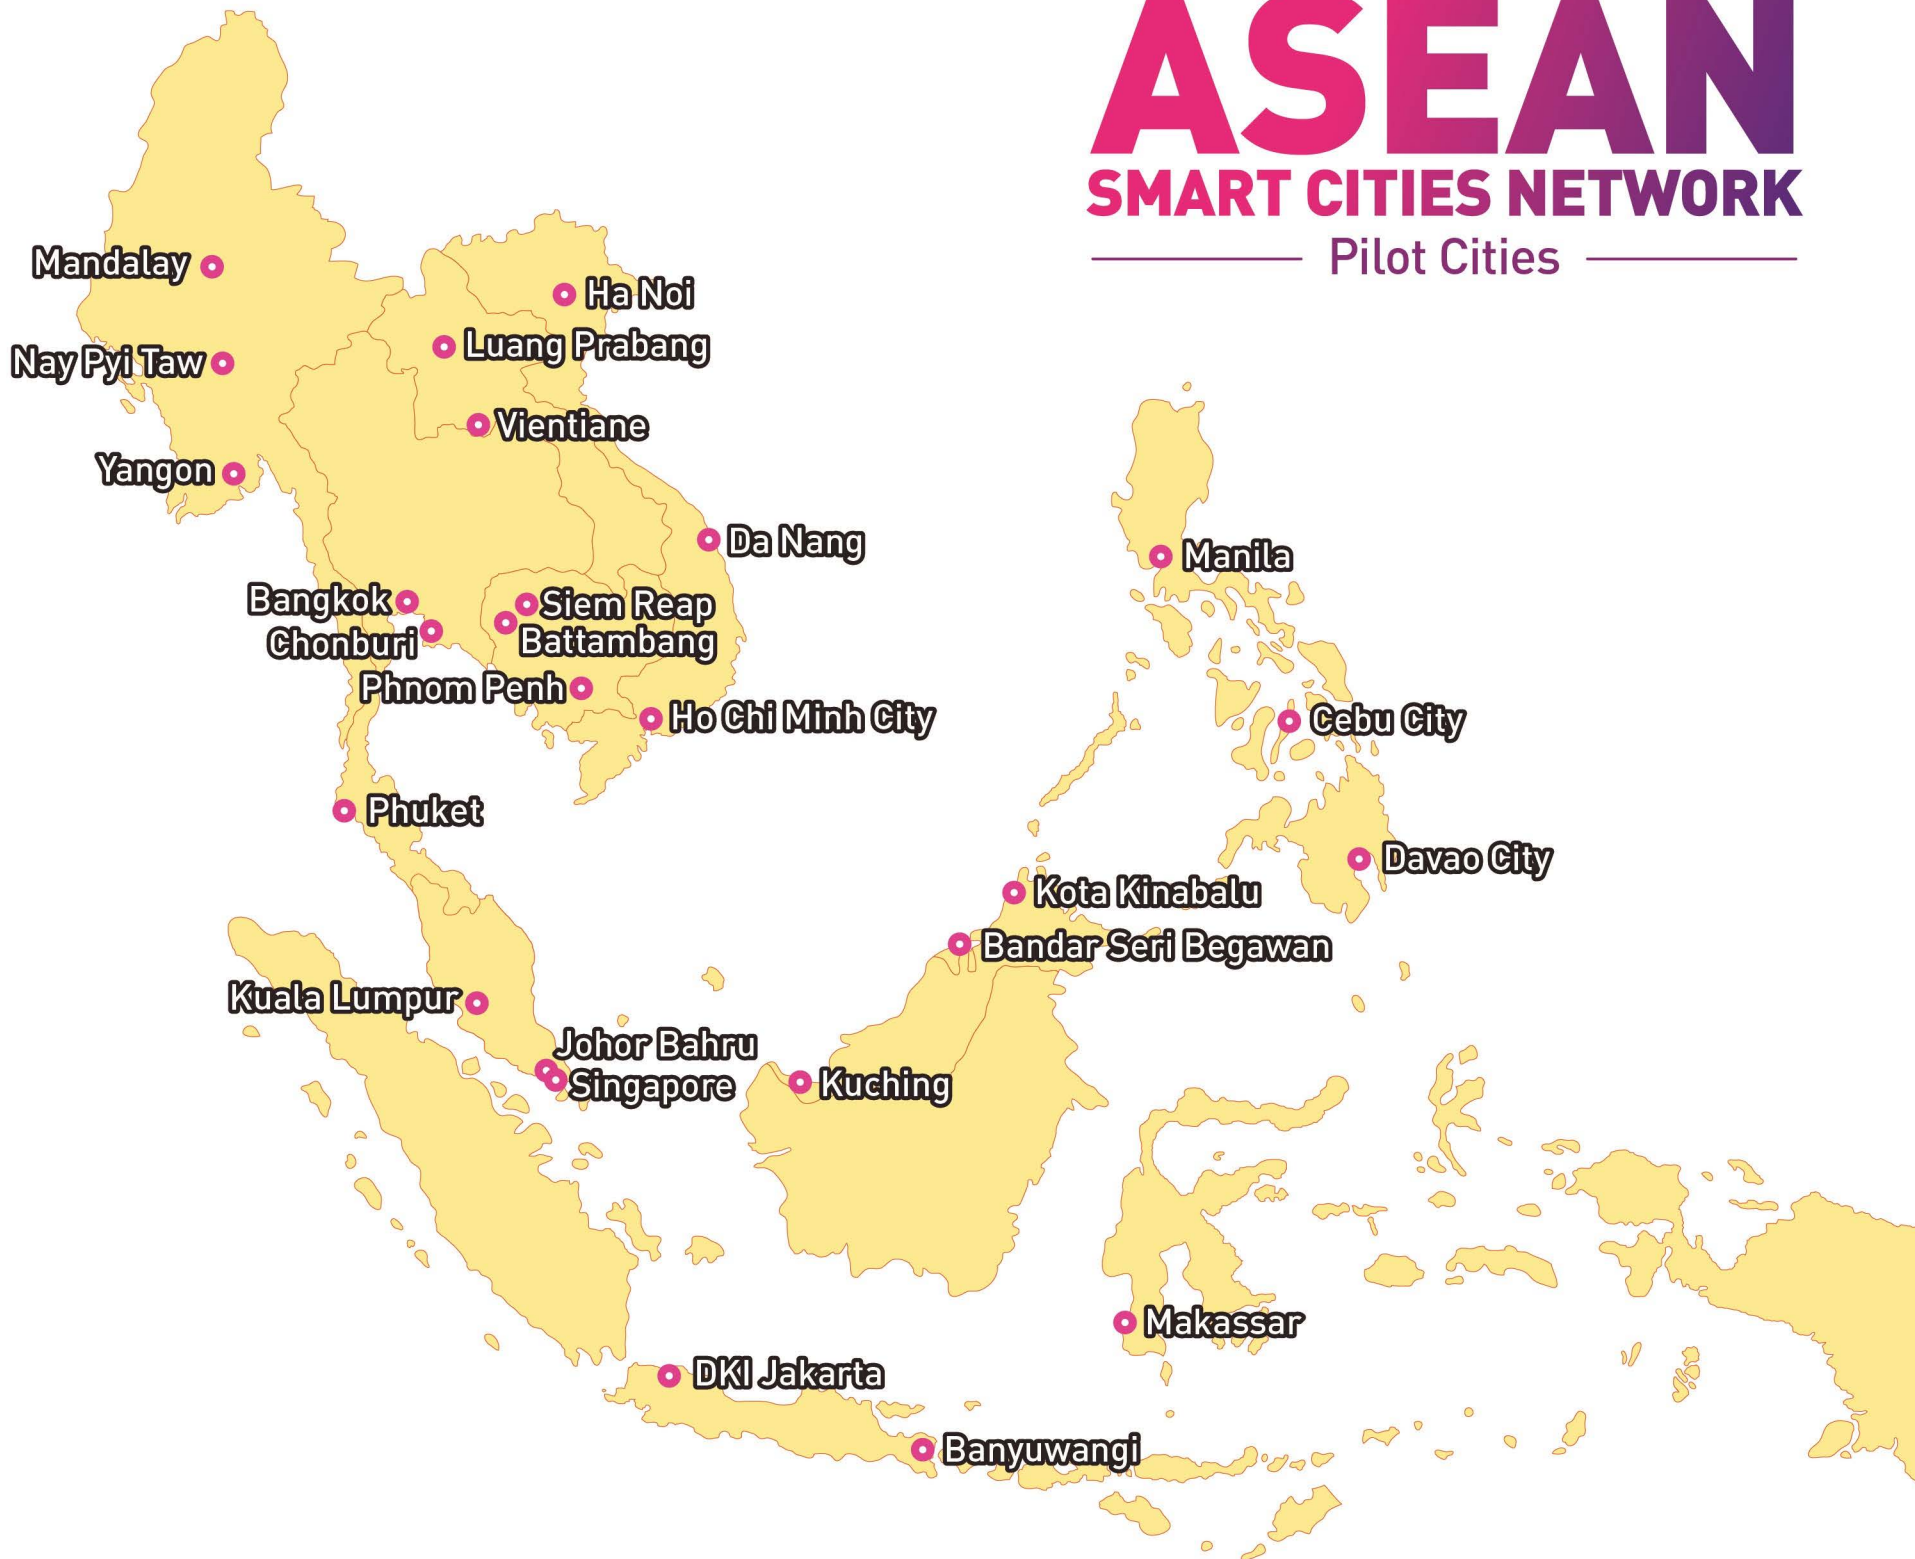 ASEAN
SMART CITIES NETWORK
Pilot Cities
Mandalay
Ha Noi
Luang Prabang
Nay Pyi Taw
Vientiane
Yangon
Da Nang
Manila
Bangkok
Siem Reap
Chonburi
Battambang
Phnom Penh
Ho Chi Minh City
Cebu City
Phuket
Davao City
Kota Kinabalu
Bandar Seri Begawan
Kuala Lumpur
Johor Bahru
Singapore
Kuching
Makassar
DKI Jakarta
Banyuwangi